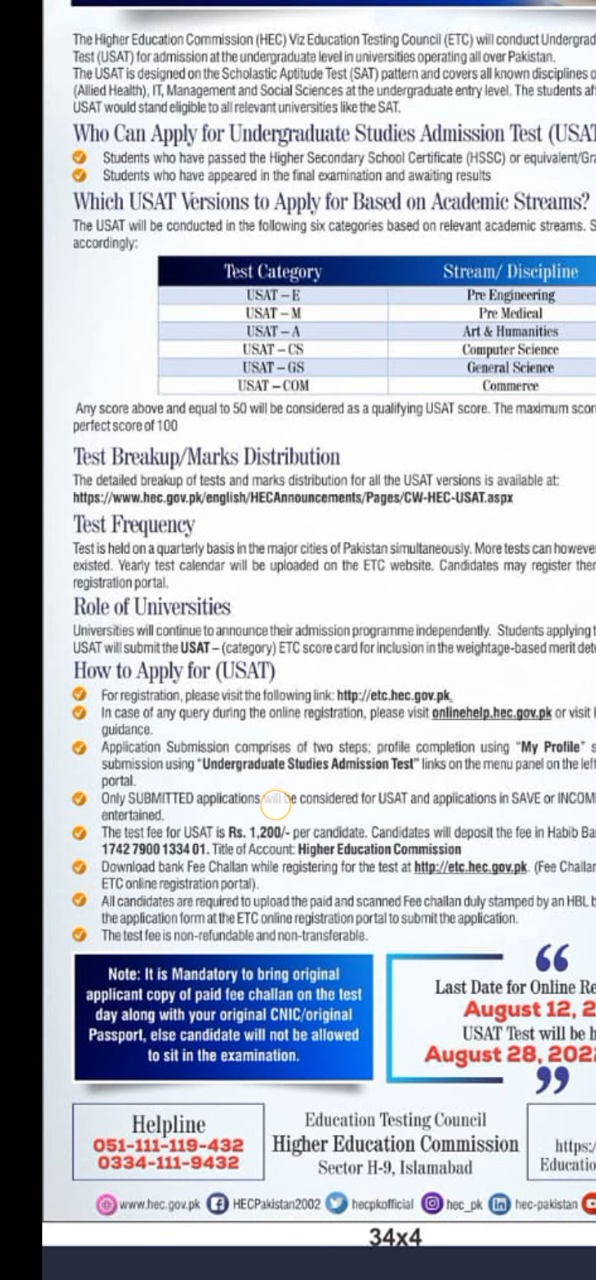 The Higher Education Commission (HEC) Viz Education Testing Council (ETC) will conduct Undergrad
Test (USAT) for admission at the undergraduate level in universities operating all over Pakistan.
The USAT is designed on the Scholastic Aptitude Test (SAT) pattern and covers all known disciplines o
(Allied Health), IT, Management and Social Sciences at the undergraduate entry level. The students aft
USAT would stand eligible to all relevant universities like the SAT.
Who Can Apply for Undergraduate Studies Admission Test (USAT
Students who have passed the Higher Secondary School Certificate (HSSC) or equivalent/Gra
Students who have appeared in the final examination and awaiting results
Which USAT Versions to Apply for Based on Academic Streams?
The USAT will be conducted in the following six categories based on relevant academic streams. S
accordingly:
Test Category Stream/ Discipline
USAT – E Pre Engineering
USAT – M Pre Medical
USAT – A Art & Humanities
USAT – CS Computer Science
USAT – GS General Science
USAT – COM Commerce
Any score above and equal to 50 will be considered as a qualifying USAT score. The maximum scor
perfect score of 100
Test Breakup/Marks Distribution
The detailed breakup of tests and marks distribution for all the USAT versions is available at:
https://www.hec.gov.pk/english/HECAnnouncements/Pages/CW-HEC-USAT.aspx
Test Frequency
Test is held on a quarterly basis in the major cities of Pakistan simultaneously. More tests can however
existed. Yearly test calendar will be uploaded on the ETC website. Candidates may register ther
registration portal.
Role of Universities
Universities will continue to announce their admission programme independently. Students applying t
USAT will submit the USAT – (category) ETC score card for inclusion in the weightage-based merit dete
How to Apply for (USAT)
For registration, please visit the following link: http://etc.hec.gov.pk.
In case of any query during the online registration, please visit onlinehelp.hec.gov.pk or visit
guidance.
Application Submission comprises of two steps; profile completion using "My Profile" s
submission using "Undergraduate Studies Admission Test" links on the menu panel on the left
portal.
Only SUBMITTED applications will be considered for USAT and applications in SAVE or INCOM
entertained.
The test fee for USAT is Rs. 1,200/- per candidate. Candidates will deposit the fee in Habib Ba
1742 7900 1334 01. Title of Account: Higher Education Commission
Download bank Fee Challan while registering for the test at http://etc.hec.gov.pk. (Fee Challan
ETC online registration portal).
All candidates are required to upload the paid and scanned Fee challan duly stamped by an HBL b
the application form at the ETC online registration portal to submit the application.
The test fee is non-refundable and non-transferable.
Note: It is Mandatory to bring original
applicant copy of paid fee challan on the test
day along with your original CNIC/original
Passport, else candidate will not be allowed
to sit in the examination.
“
Last Date for Online Re
August 12, 2
USAT Test will be h
August 28, 202
”
Helpline
051-111-119-432
0334-111-9432
Education Testing Council
Higher Education Commission
Sector H-9, Islamabad
https:/
Educatio
www.hec.gov.pk HECPakistan2002 hecpkofficial hec_pk hec-pakistan
34x4